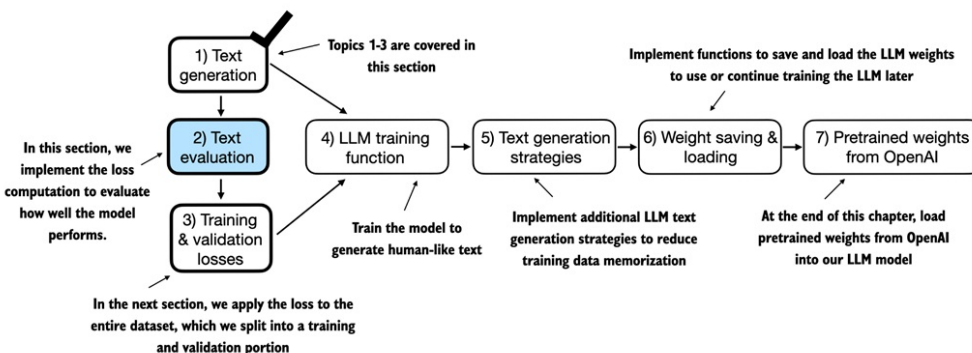 1) Text
generation
Topics 1-3 are covered in
this section
Implement functions to save and load the LLM weights
to use or continue training the LLM later
In this section, we
implement the loss
computation to evaluate
how well the model
performs.
2) Text
evaluation
4) LLM training
function
5) Text generation
strategies
6) Weight saving &
loading
7) Pretrained weights
from OpenAI
3) Training
& validation
losses
Train the model to
generate human-like text
Implement additional LLM text
generation strategies to reduce
training data memorization
At the end of this chapter, load
pretrained weights from OpenAI
into our LLM model
In the next section, we apply the loss to the
entire dataset, which we split into a training
and validation portion